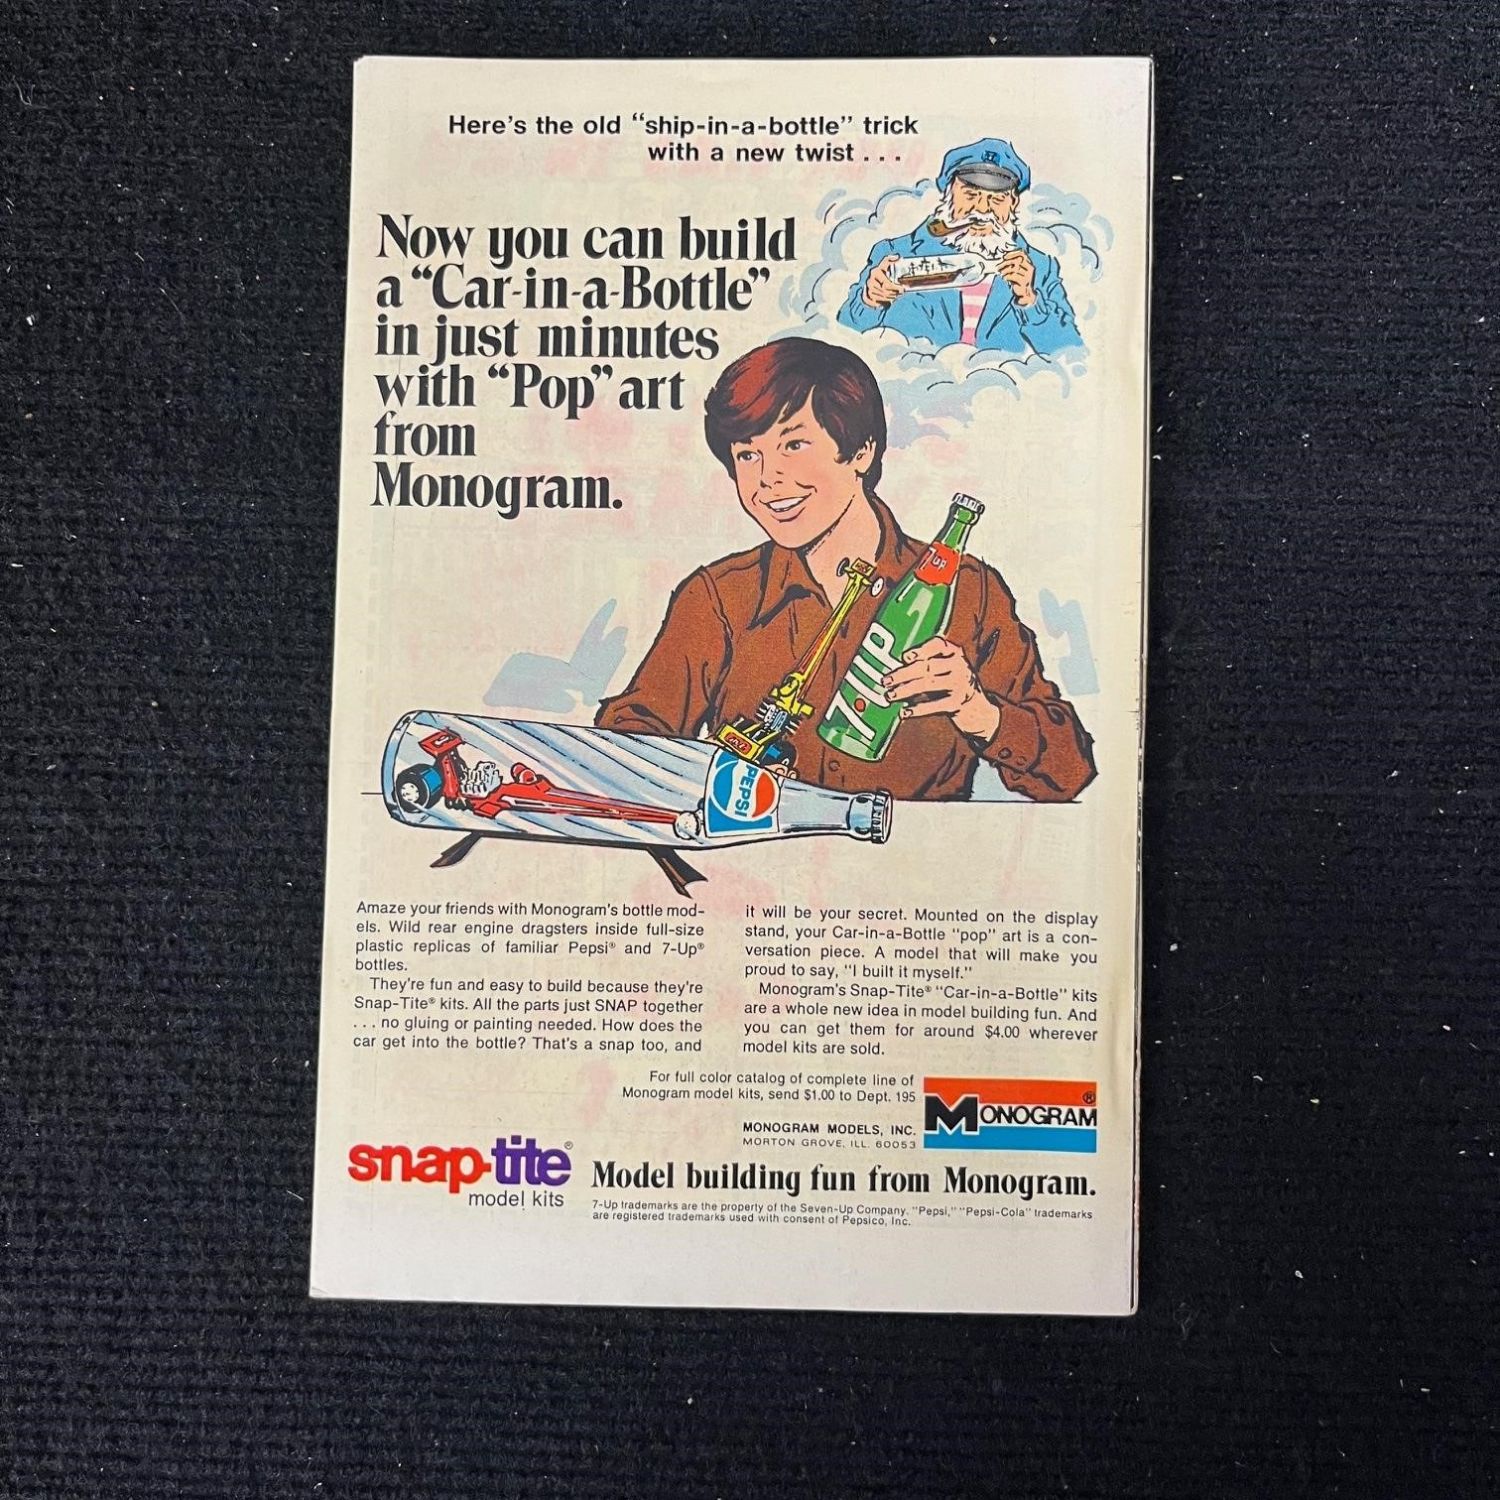 Here's the old “ship-in-a-bottle” trick
with a new twist . . .
Now you can build
a “Car-in-a-Bottle”
in just minutes
with “Pop” art
from
Monogram.
7up
7-UP
PEPSI
Amaze your friends with Monogram's bottle mod-
els. Wild rear engine dragsters inside full-size
plastic replicas of familiar Pepsi® and 7-Up®
bottles.
They're fun and easy to build because they're
Snap-Tite® kits. All the parts just SNAP together
. . . no gluing or painting needed. How does the
car get into the bottle? That's a snap too, and
it will be your secret. Mounted on the display
stand, your Car-in-a-Bottle "pop" art is a con-
versation piece. A model that will make you
proud to say, "I built it myself."
Monogram's Snap-Tite® "Car-in-a-Bottle" kits
are a whole new idea in model building fun. And
you can get them for around $4.00 wherever
model kits are sold.
For full color catalog of complete line of
Monogram model kits, send $1.00 to Dept. 195
MONOGRAM MODELS, INC.
MORTON GROVE, ILL. 60053
MONOGRAM ®
snap-tite®
model kits
Model building fun from Monogram.
7-Up trademarks are the property of the Seven-Up Company. "Pepsi," "Pepsi-Cola" trademarks
are registered trademarks used with consent of Pepsico, Inc.